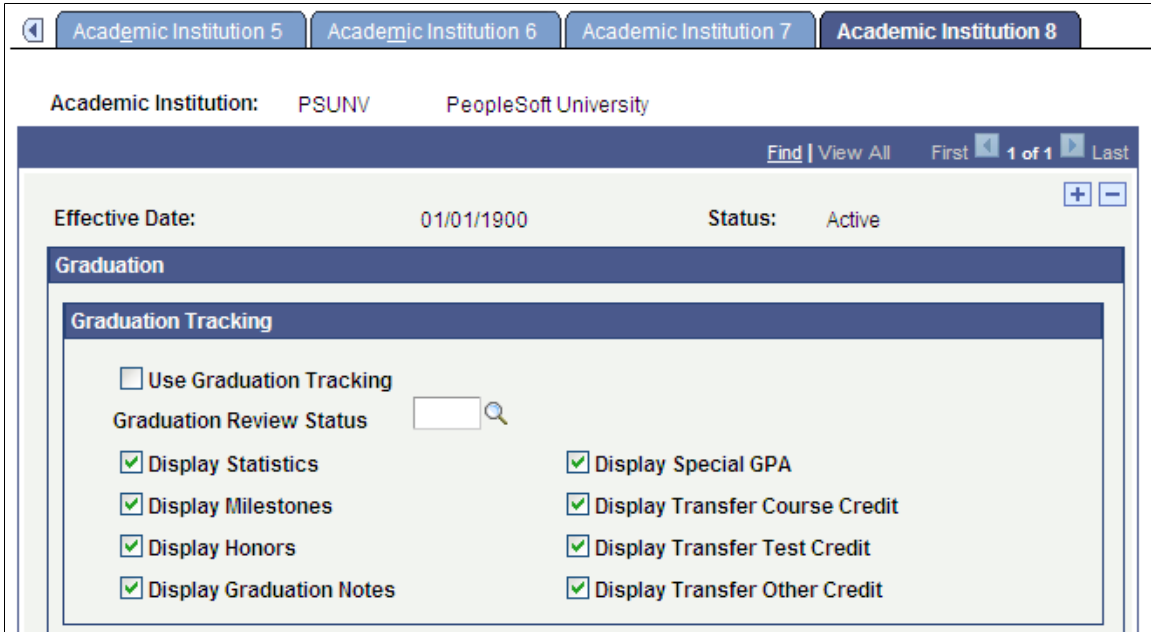 Academic Institution 5 Academic Institution 6 Academic Institution 7 Academic Institution 8
Academic Institution: PSUNV PeopleSoft University
Find | View All First 1 of 1 Last
Effective Date: 01/01/1900 Status: Active
Graduation
Graduation Tracking
Use Graduation Tracking
Graduation Review Status
Display Statistics Display Special GPA
Display Milestones Display Transfer Course Credit
Display Honors Display Transfer Test Credit
Display Graduation Notes Display Transfer Other Credit